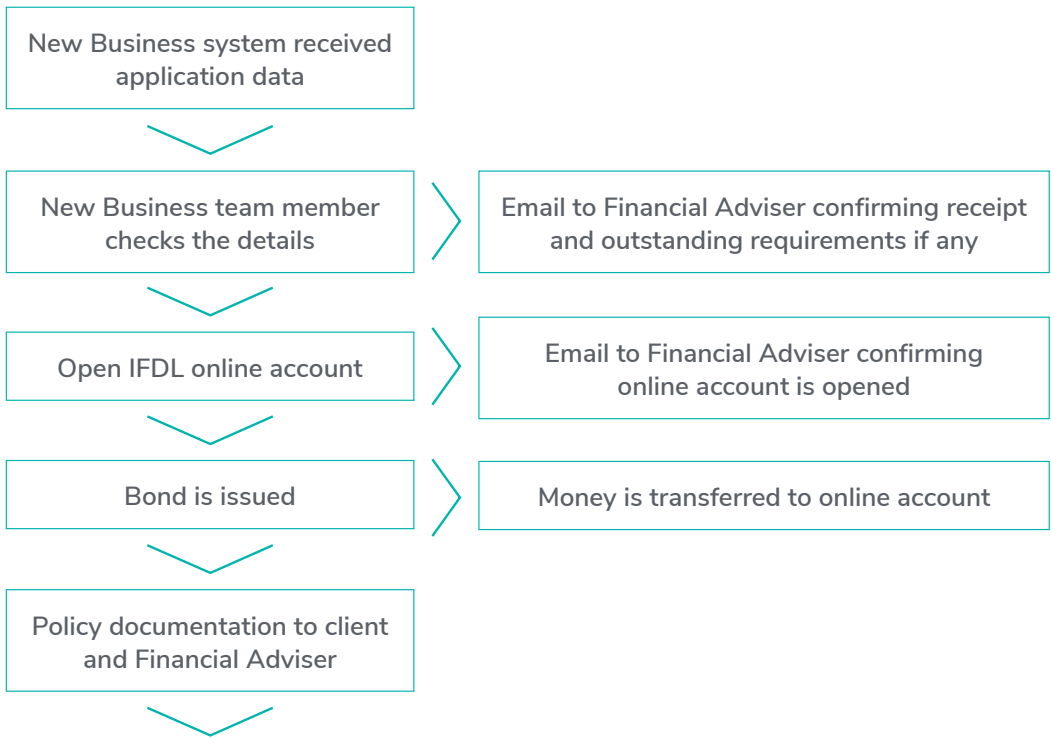 New Business system received
application data
New Business team member
checks the details
Email to Financial Adviser confirming receipt
and outstanding requirements if any
Open IFDL online account
Email to Financial Adviser confirming
online account is opened
Bond is issued
Money is transferred to online account
Policy documentation to client
and Financial Adviser